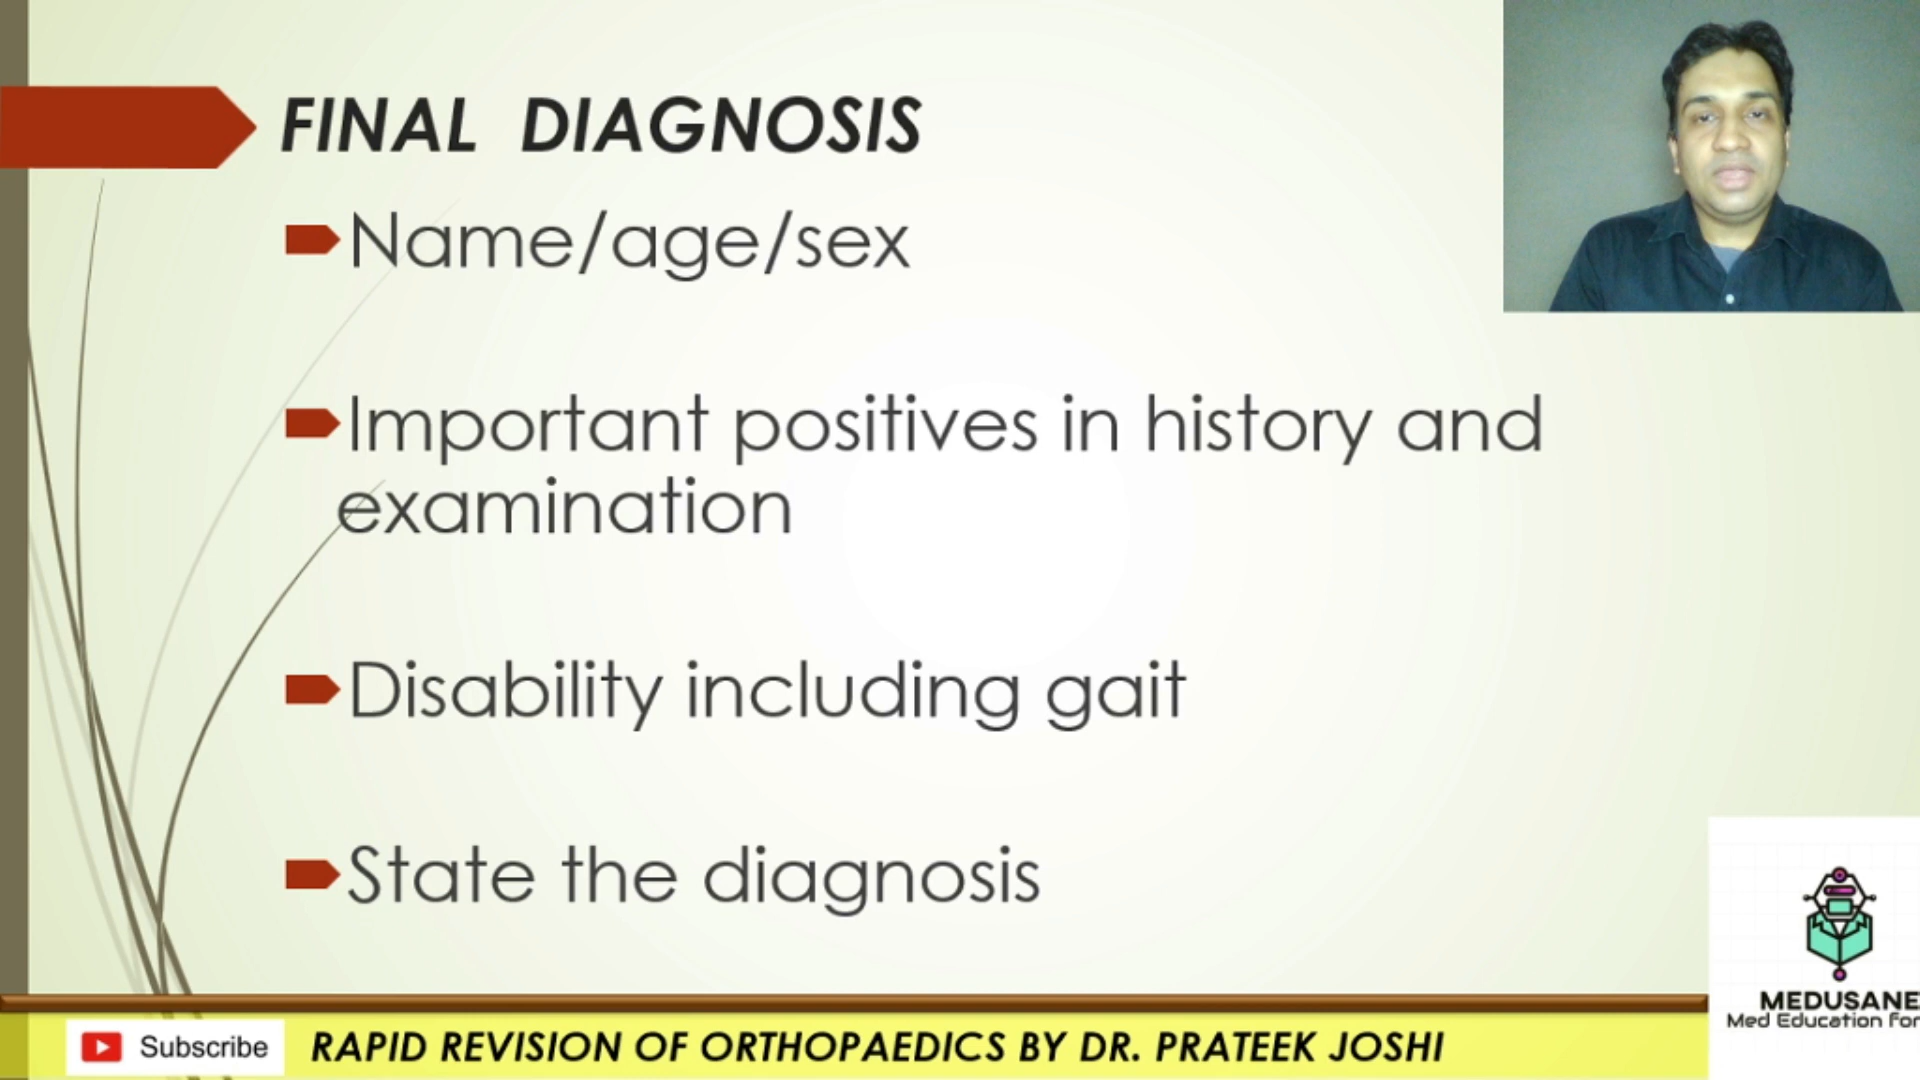 FINAL DIAGNOSIS
Name/age/sex
Important positives in history and
examination
Disability including gait
State the diagnosis
MEDUSANE
Med Education For
Subscribe
RAPID REVISION OF ORTHOPAEDICS BY DR. PRATEEK JOSHI